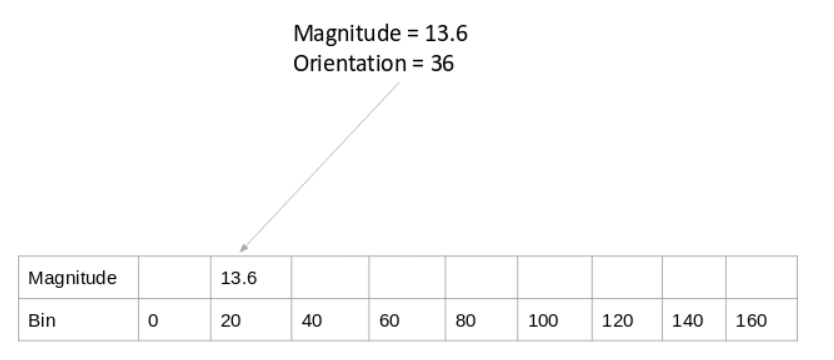 Magnitude = 13.6
Orientation = 36
Magnitude 13.6
Bin 0 20 40 60 80 100 120 140 160